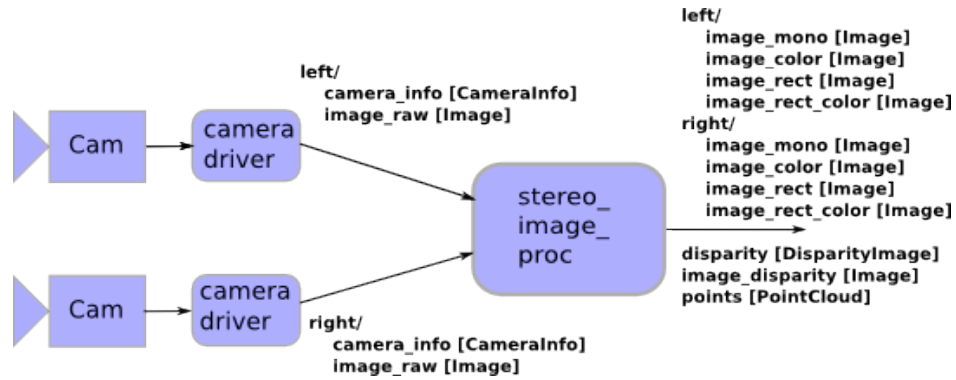 left/
camera_info [CameraInfo]
image_raw [Image]
Cam
camera
driver
Cam
camera
driver
right/
camera_info [CameraInfo]
image_raw [Image]
stereo_
image_
proc
left/
image_mono [Image]
image_color [Image]
image_rect [Image]
image_rect_color [Image]
right/
image_mono [Image]
image_color [Image]
image_rect [Image]
image_rect_color [Image]
disparity [DisparityImage]
image_disparity [Image]
points [PointCloud]